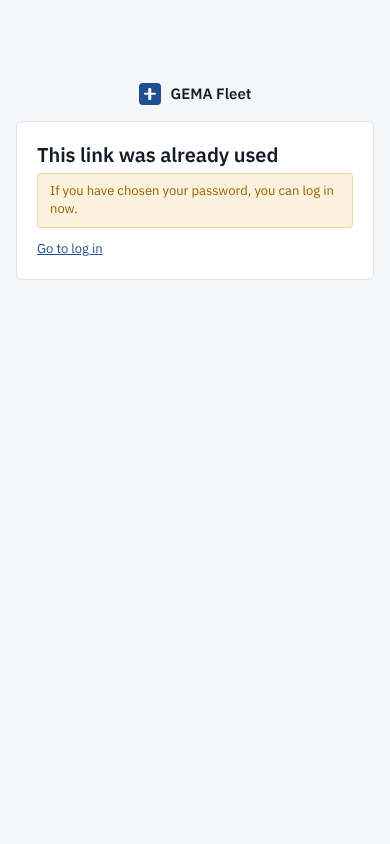 GEMA Fleet
This link was already used
If you have chosen your password, you can log in
now.
Go to log in